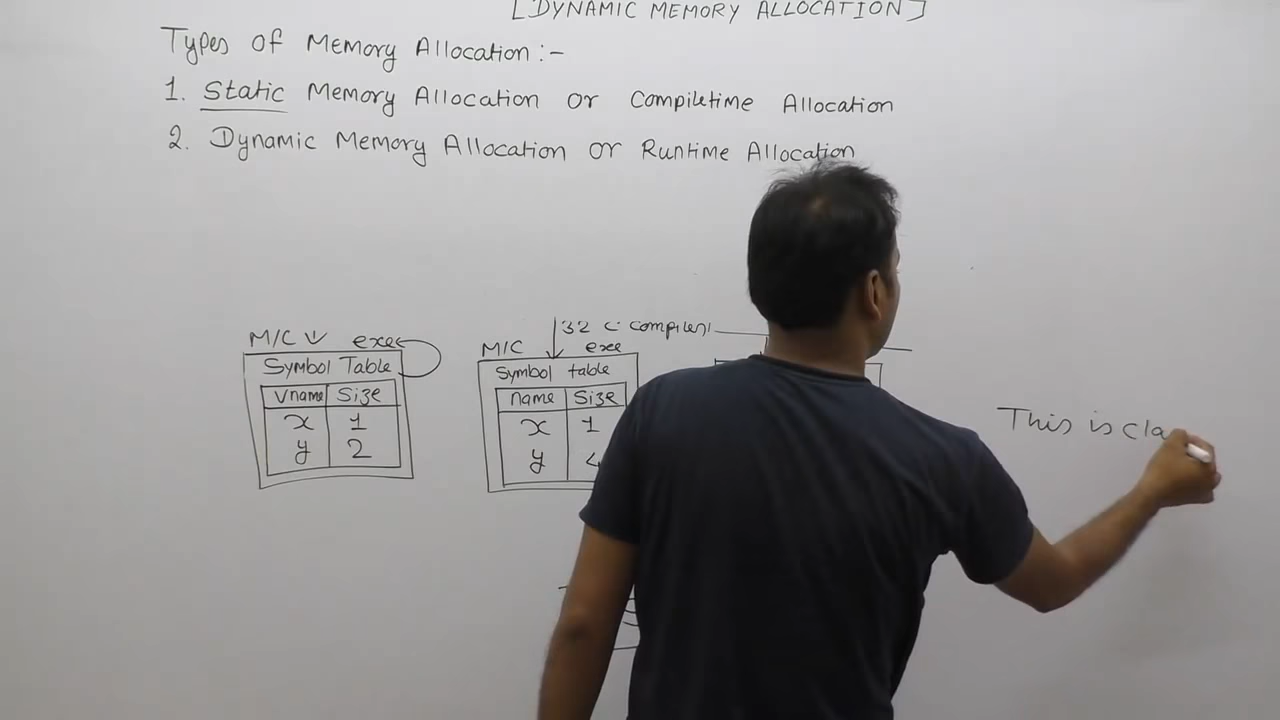 [DYNAMIC MEMORY ALLOCATION]
Types of Memory Allocation :-
1. Static Memory Allocation or Compiletime Allocation
2. Dynamic Memory Allocation or Runtime Allocation
M/C exe
Symbol Table
Vname Size
x 1
y 2
32 C compiler
M/C exe
Symbol table
name Size
x 1
y 4
This is cla